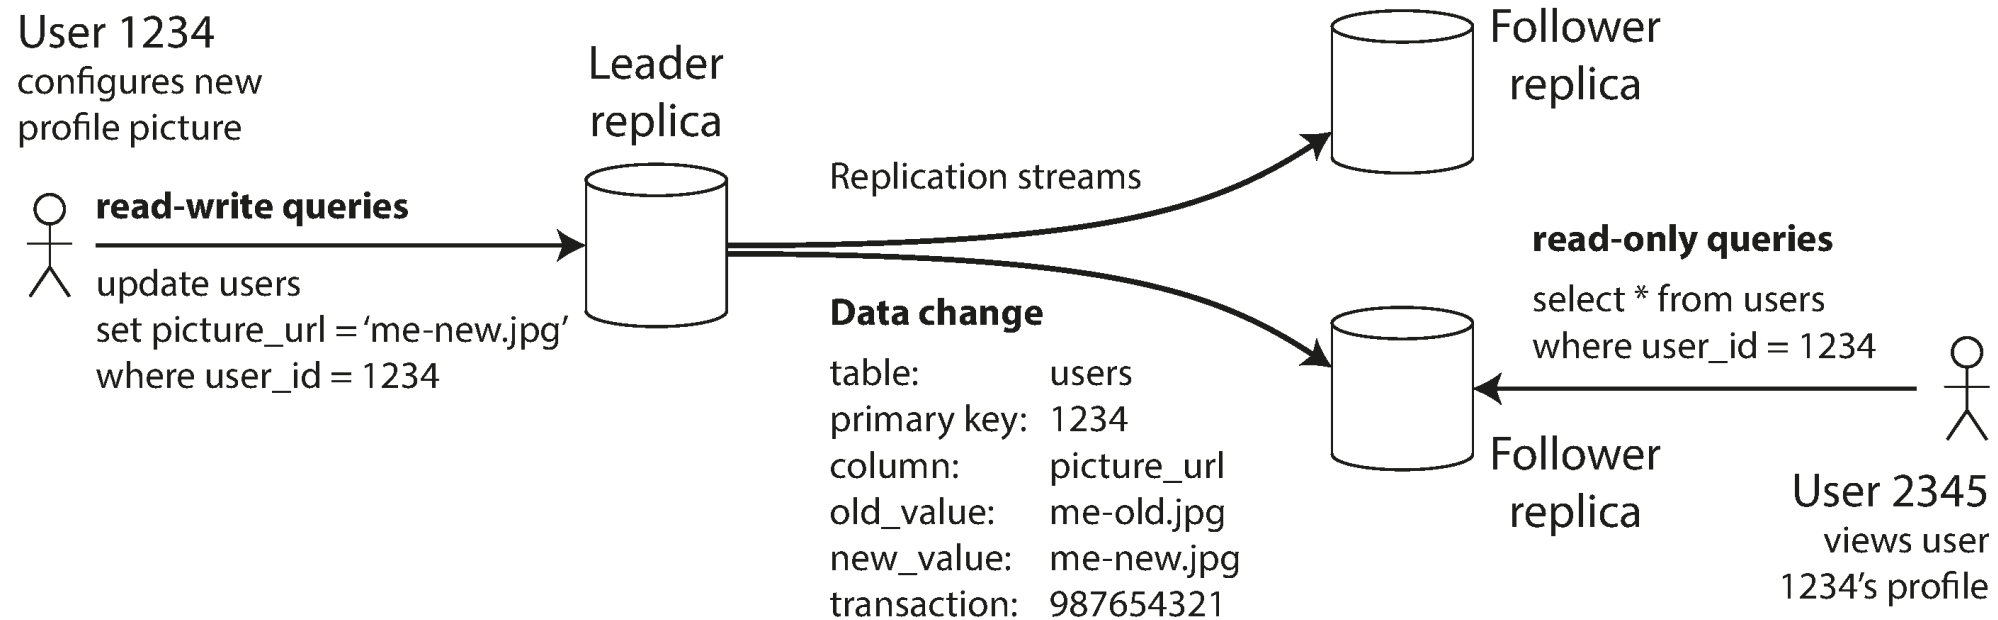 User 1234
configures new
profile picture
read-write queries
update users
set picture_url = ‘me-new.jpg’
where user_id = 1234
Leader
replica
Replication streams
Data change
table: users
primary key: 1234
column: picture_url
old_value: me-old.jpg
new_value: me-new.jpg
transaction: 987654321
Follower
replica
read-only queries
select * from users
where user_id = 1234
Follower
replica
User 2345
views user
1234’s profile